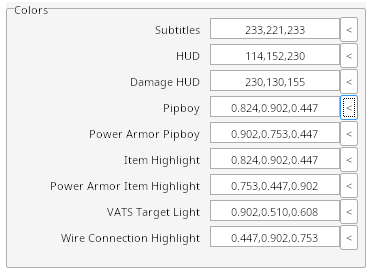 Colors
Subtitles 233,221,233 <
HUD 114,152,230 <
Damage HUD 230,130,155 <
Pipboy 0.824,0.902,0.447 <
Power Armor Pipboy 0.902,0.753,0.447 <
Item Highlight 0.824,0.902,0.447 <
Power Armor Item Highlight 0.753,0.447,0.902 <
VATS Target Light 0.902,0.510,0.608 <
Wire Connection Highlight 0.447,0.902,0.753 <